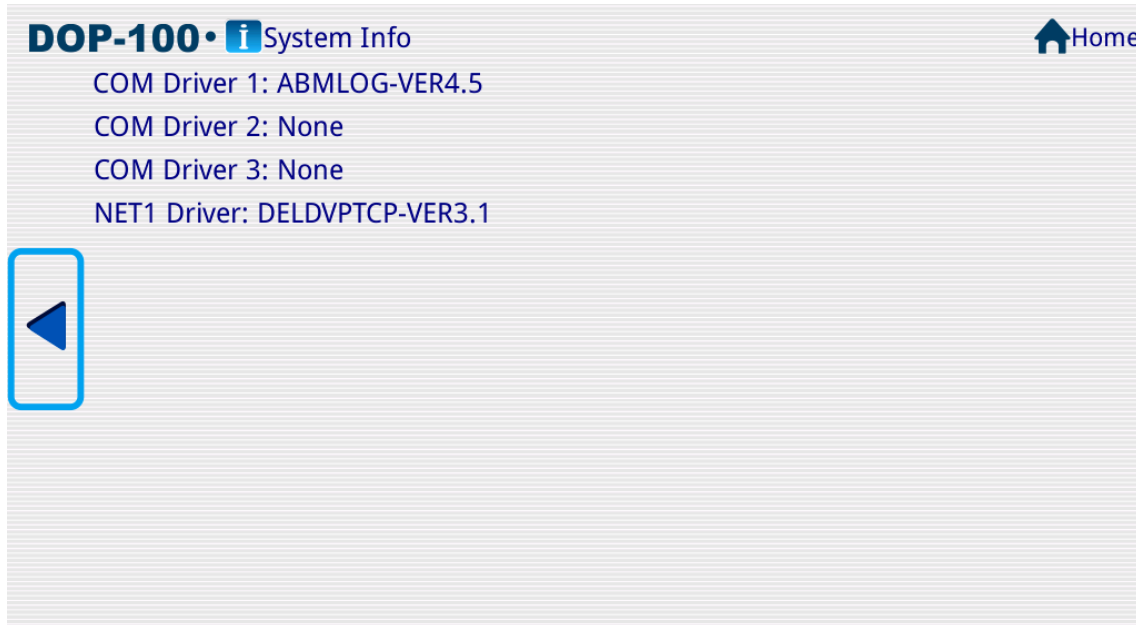 DOP-100• i System Info
Home
COM Driver 1: ABMLOG-VER4.5
COM Driver 2: None
COM Driver 3: None
NET1 Driver: DELDVPTCP-VER3.1